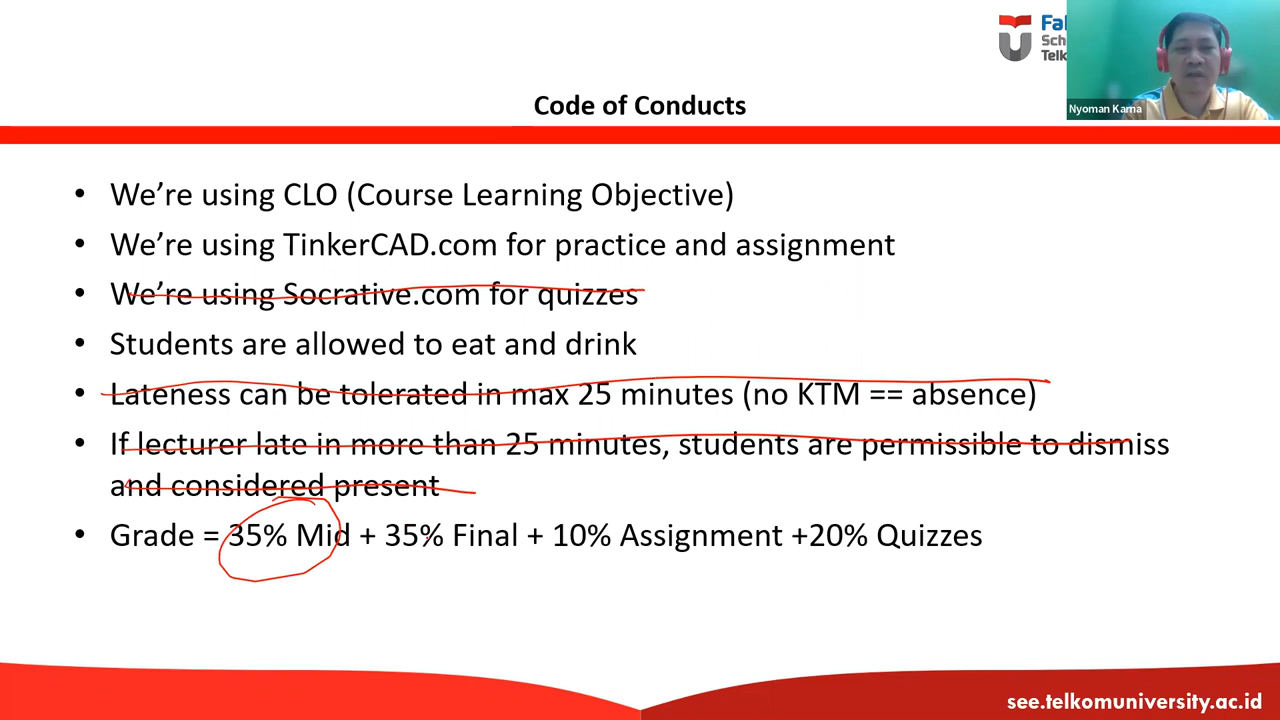 Fa
Sch
Telk
Nyoman Karna
Code of Conducts
• We're using CLO (Course Learning Objective)
• We're using TinkerCAD.com for practice and assignment
• We're using Socrative.com for quizzes
• Students are allowed to eat and drink
• Lateness can be tolerated in max 25 minutes (no KTM == absence)
• If lecturer late in more than 25 minutes, students are permissible to dismiss
and considered present
• Grade = 35% Mid + 35% Final + 10% Assignment +20% Quizzes
see.telkomuniversity.ac.id